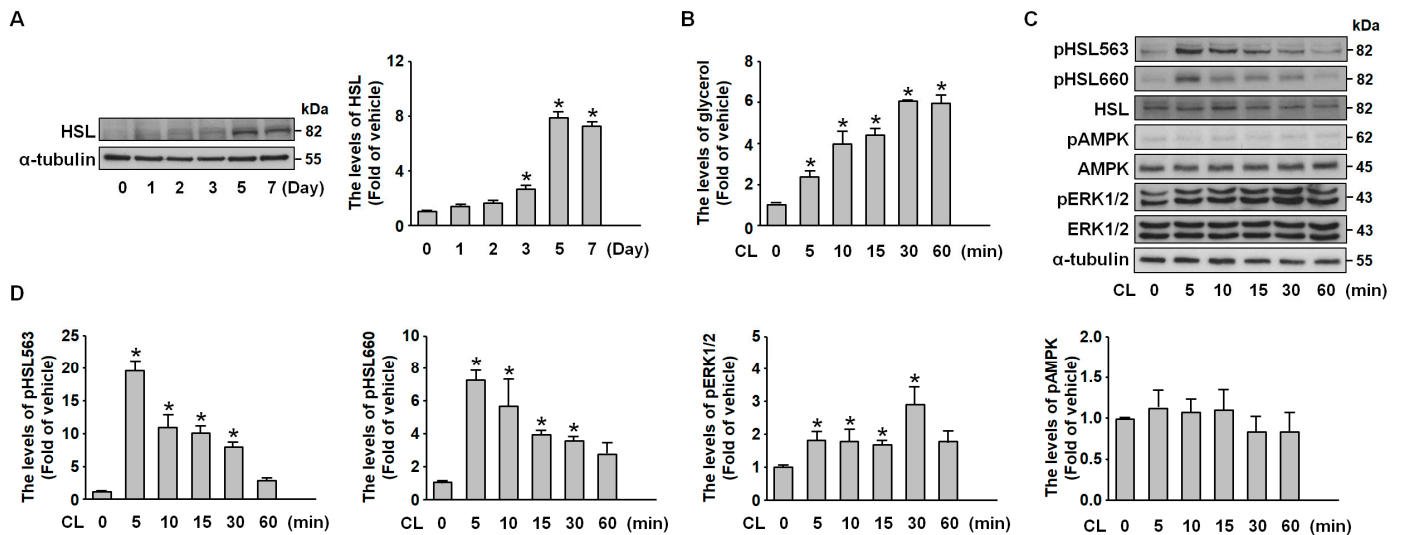 A
kDa
HSL
82
α-tubulin
55
0 1 2 3 5 7 (Day)
The levels of HSL
(Fold of vehicle)
12
8
4
0
* * *
0 1 2 3 5 7 (Day)
B
The levels of glycerol
(Fold of vehicle)
8
6
4
2
0
* * * * *
CL 0 5 10 15 30 60 (min)
C
kDa
pHSL563 82
pHSL660 82
HSL 82
pAMPK 62
AMPK 45
pERK1/2 43
ERK1/2 43
α-tubulin 55
CL 0 5 10 15 30 60 (min)
D
The levels of pHSL563
(Fold of vehicle)
25
20
15
10
5
0
* * * *
CL 0 5 10 15 30 60 (min)
The levels of pHSL660
(Fold of vehicle)
10
8
6
4
2
0
* * * *
CL 0 5 10 15 30 60 (min)
The levels of pERK1/2
(Fold of vehicle)
5
4
3
2
1
0
* * * *
CL 0 5 10 15 30 60 (min)
The levels of pAMPK
(Fold of vehicle)
2.0
1.5
1.0
0.5
0.0
CL 0 5 10 15 30 60 (min)